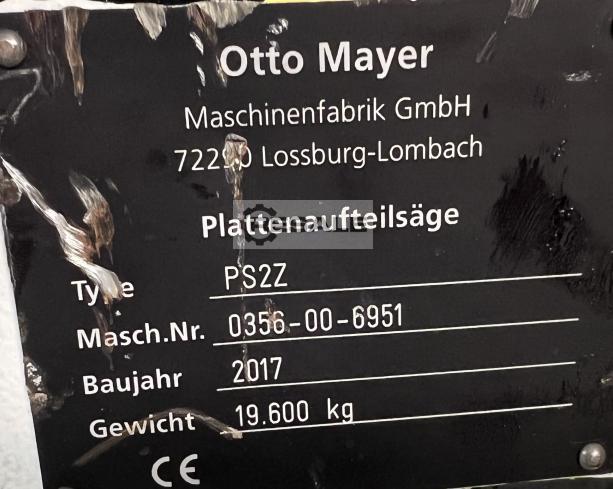 Otto Mayer
Maschinenfabrik GmbH
72290 Lossburg-Lombach
Plattenaufteilsäge
Type PS2Z
Masch.Nr. 0356-00-6951
Baujahr 2017
Gewicht 19.600 kg
CE